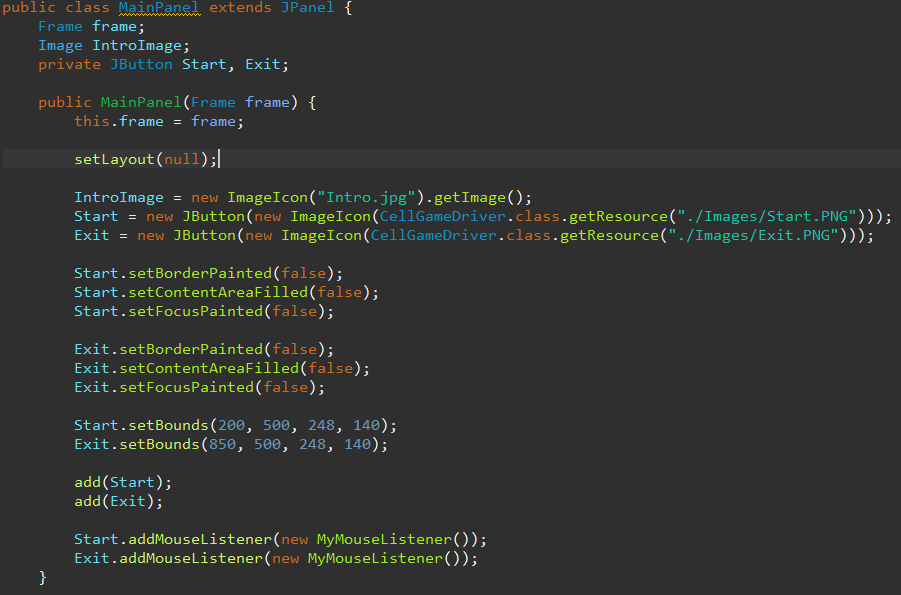 public class MainPanel extends JPanel {
Frame frame;
Image IntroImage;
private JButton Start, Exit;
public MainPanel(Frame frame) {
this.frame = frame;
setLayout(null);
IntroImage = new ImageIcon("Intro.jpg").getImage();
Start = new JButton(new ImageIcon(CellGameDriver.class.getResource("./Images/Start.PNG")));
Exit = new JButton(new ImageIcon(CellGameDriver.class.getResource("./Images/Exit.PNG")));
Start.setBorderPainted(false);
Start.setContentAreaFilled(false);
Start.setFocusPainted(false);
Exit.setBorderPainted(false);
Exit.setContentAreaFilled(false);
Exit.setFocusPainted(false);
Start.setBounds(200, 500, 248, 140);
Exit.setBounds(850, 500, 248, 140);
add(Start);
add(Exit);
Start.addMouseListener(new MyMouseListener());
Exit.addMouseListener(new MyMouseListener());
}